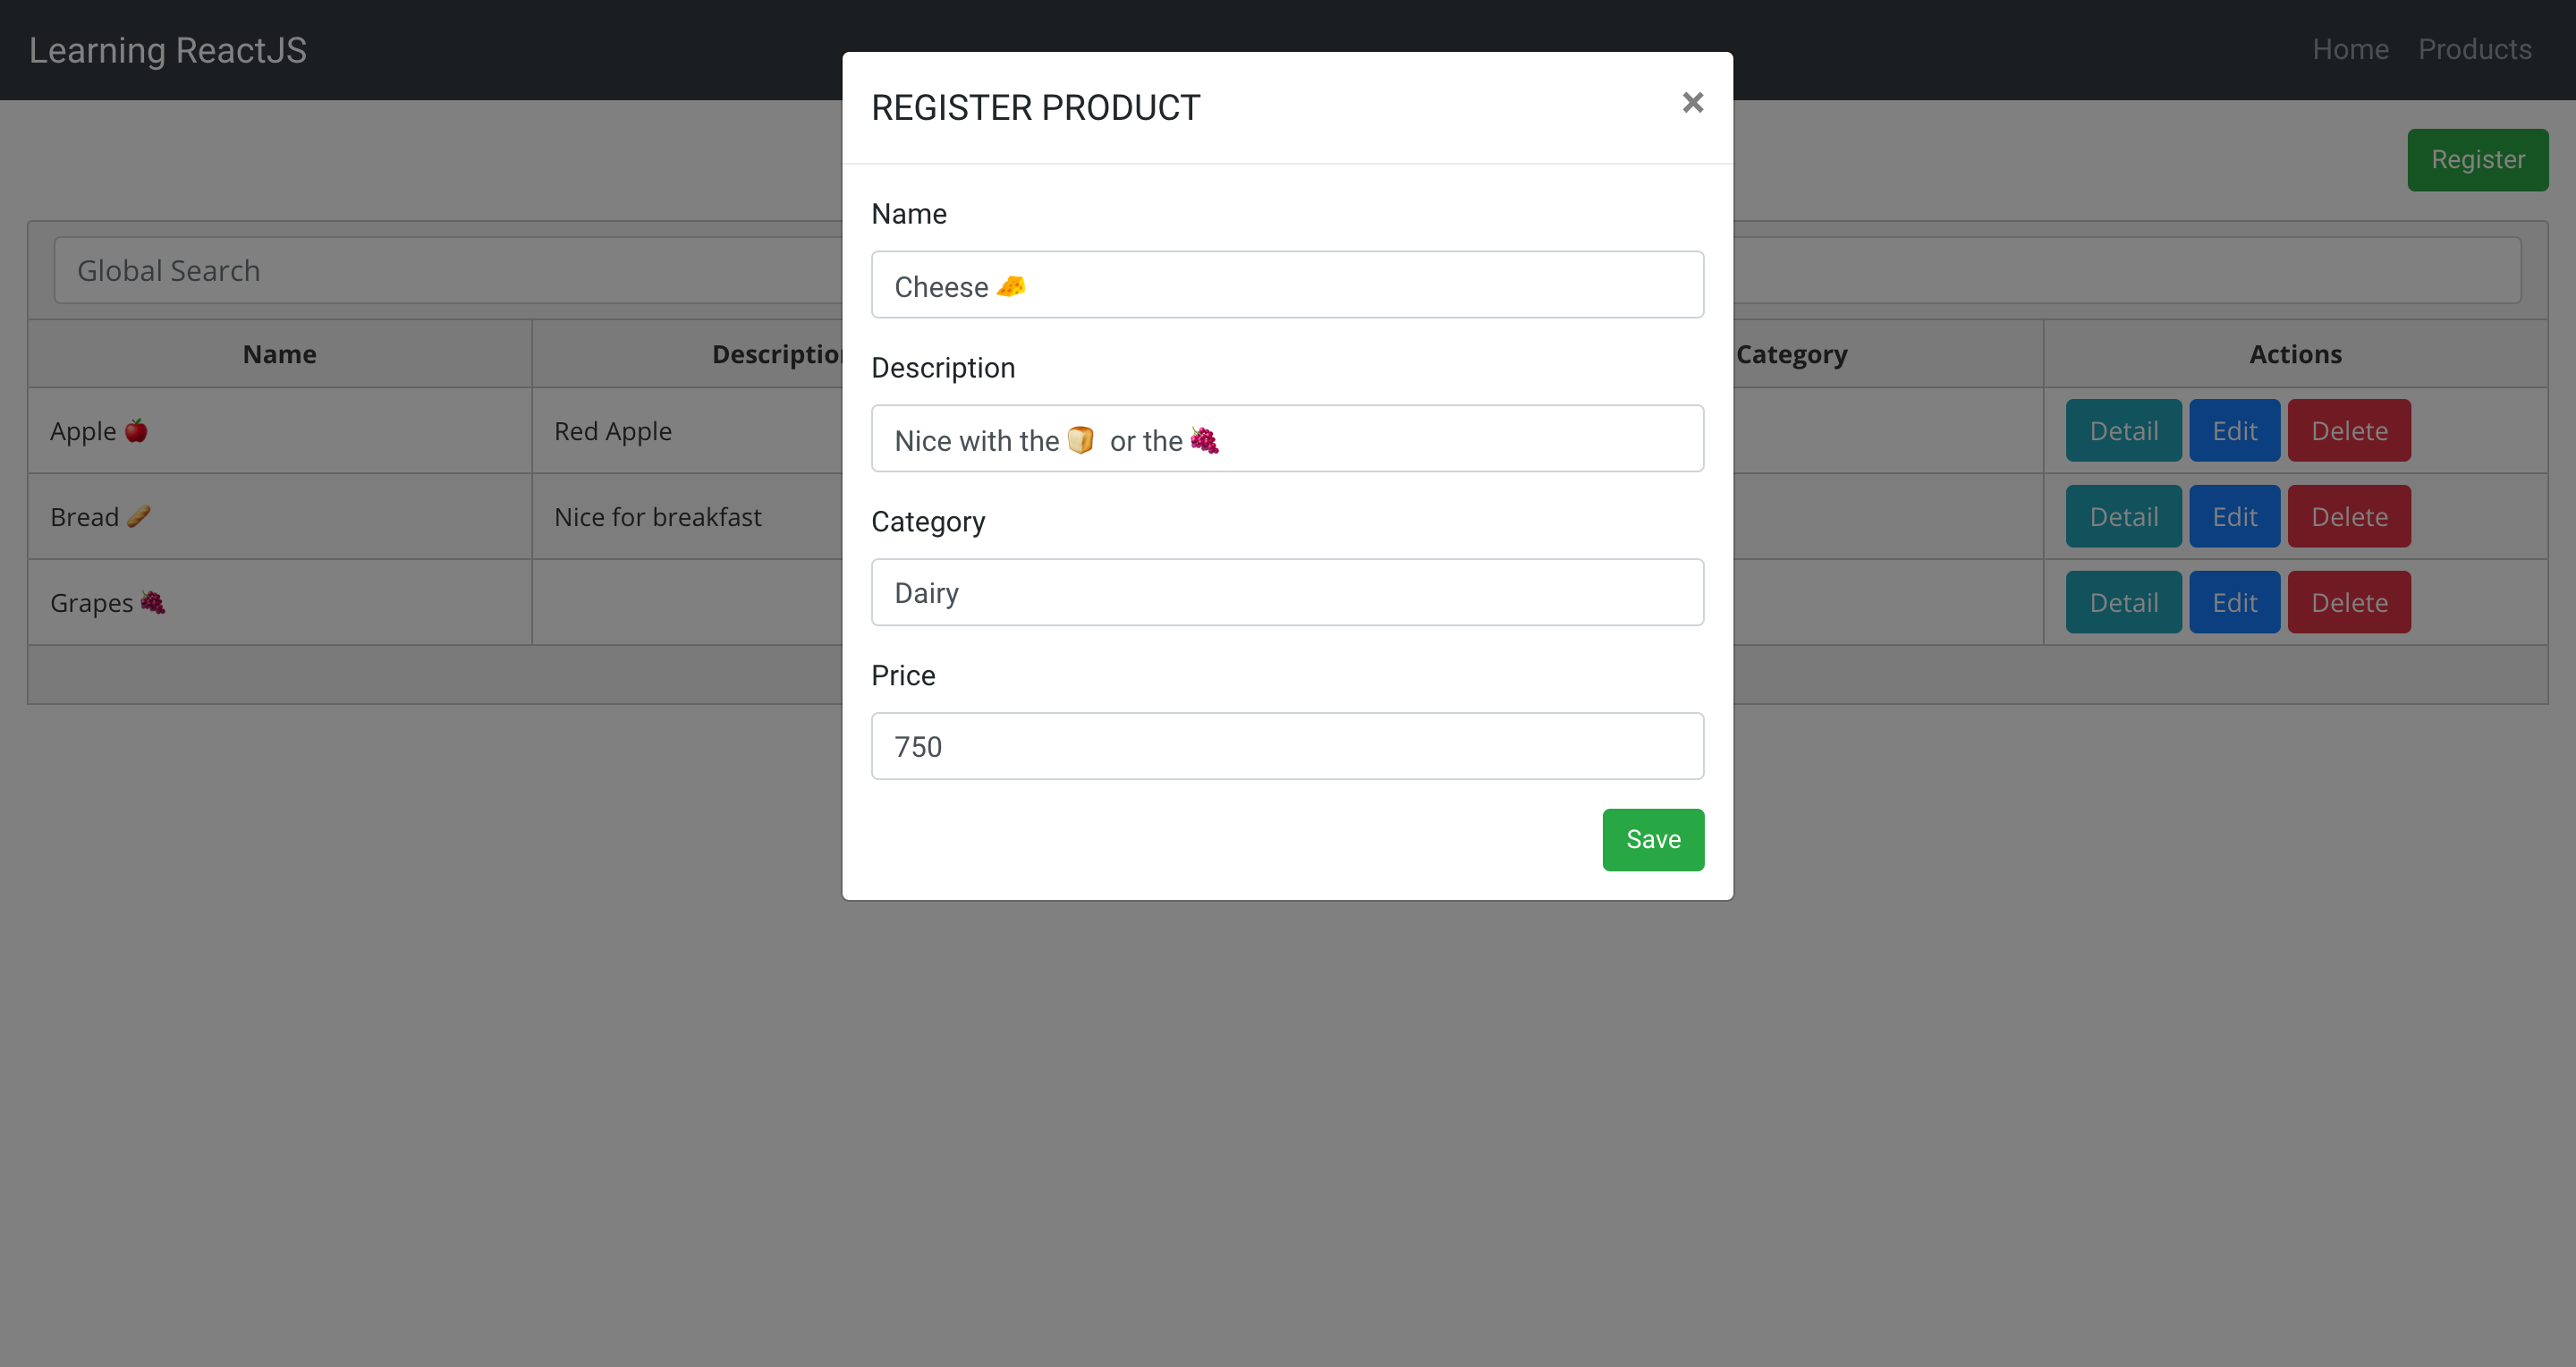 Learning ReactJS
Home Products
REGISTER PRODUCT ×
Register
Name
Global Search
Cheese 🧀
Name Descriptio Category Actions
Description
Apple 🍎 Red Apple Detail Edit Delete
Nice with the 🍞 or the 🍇
Bread 🥖 Nice for breakfast Detail Edit Delete
Category
Dairy
Grapes 🍇 Detail Edit Delete
Price
750
Save